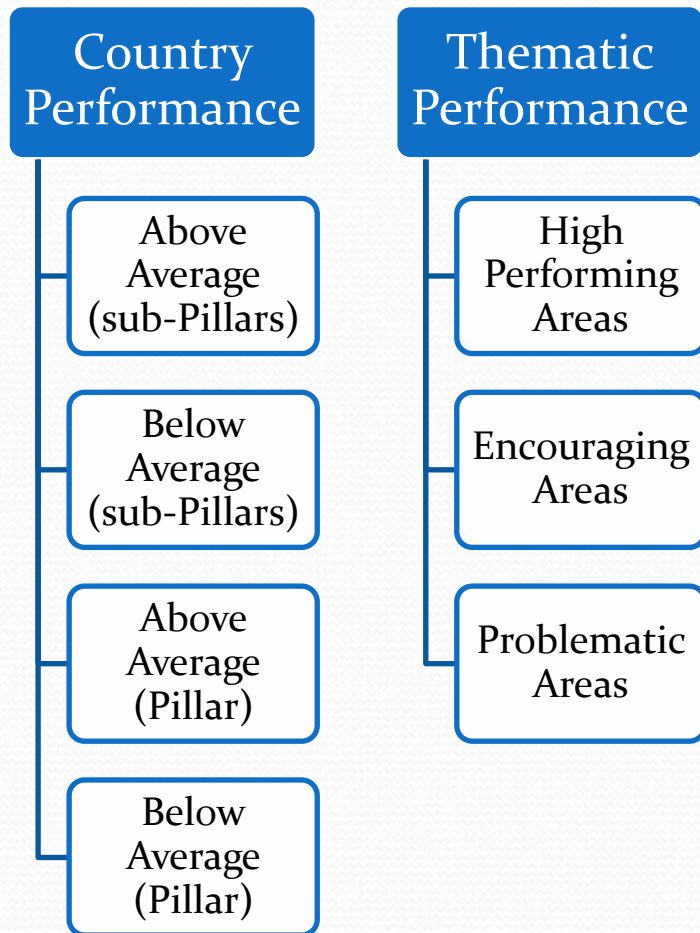 Country
Performance
Above
Average
(sub-Pillars)
Below
Average
(sub-Pillars)
Above
Average
(Pillar)
Below
Average
(Pillar)
Thematic
Performance
High
Performing
Areas
Encouraging
Areas
Problematic
Areas